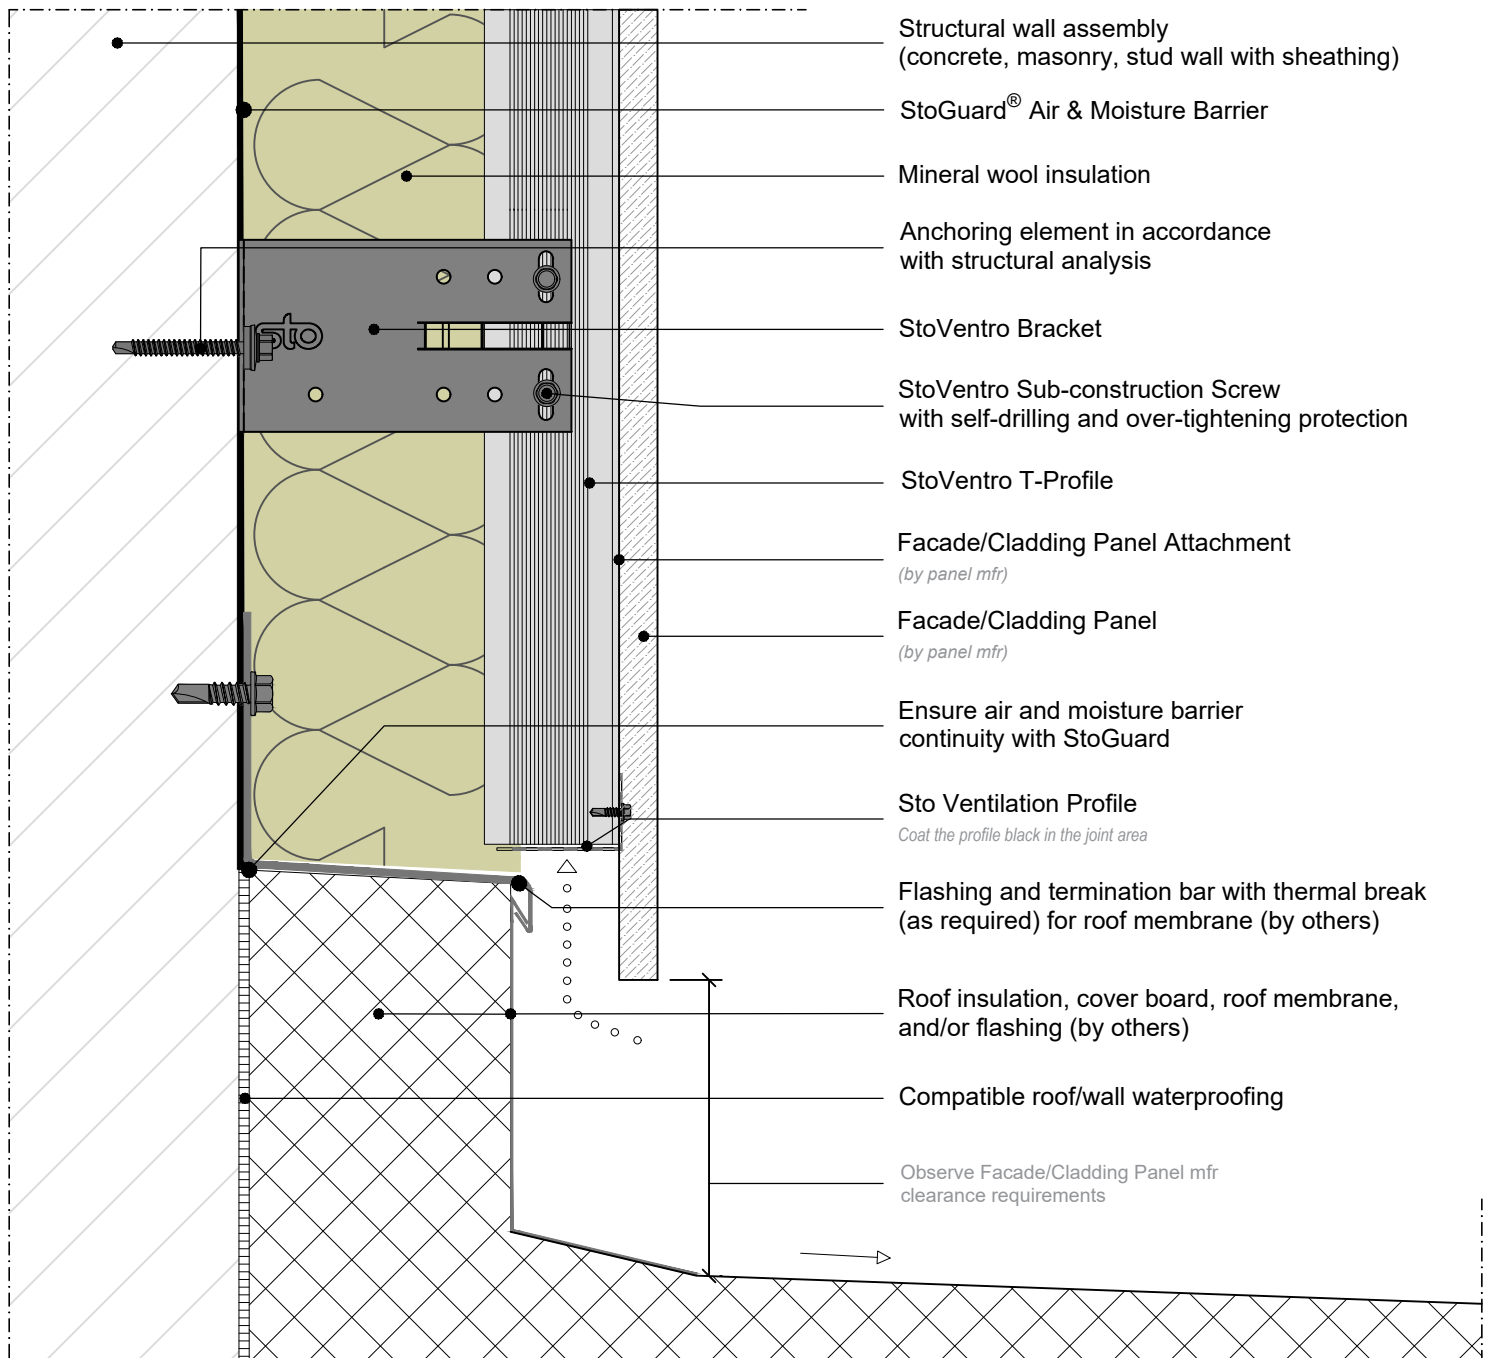 Structural wall assembly
(concrete, masonry, stud wall with sheathing)
StoGuard® Air & Moisture Barrier
Mineral wool insulation
Anchoring element in accordance
with structural analysis
sto
StoVentro Bracket
StoVentro Sub-construction Screw
with self-drilling and over-tightening protection
StoVentro T-Profile
Facade/Cladding Panel Attachment
(by panel mfr)
Facade/Cladding Panel
(by panel mfr)
Ensure air and moisture barrier
continuity with StoGuard
Sto Ventilation Profile
Coat the profile black in the joint area
Flashing and termination bar with thermal break
(as required) for roof membrane (by others)
Roof insulation, cover board, roof membrane,
and/or flashing (by others)
Compatible roof/wall waterproofing
Observe Facade/Cladding Panel mfr
clearance requirements